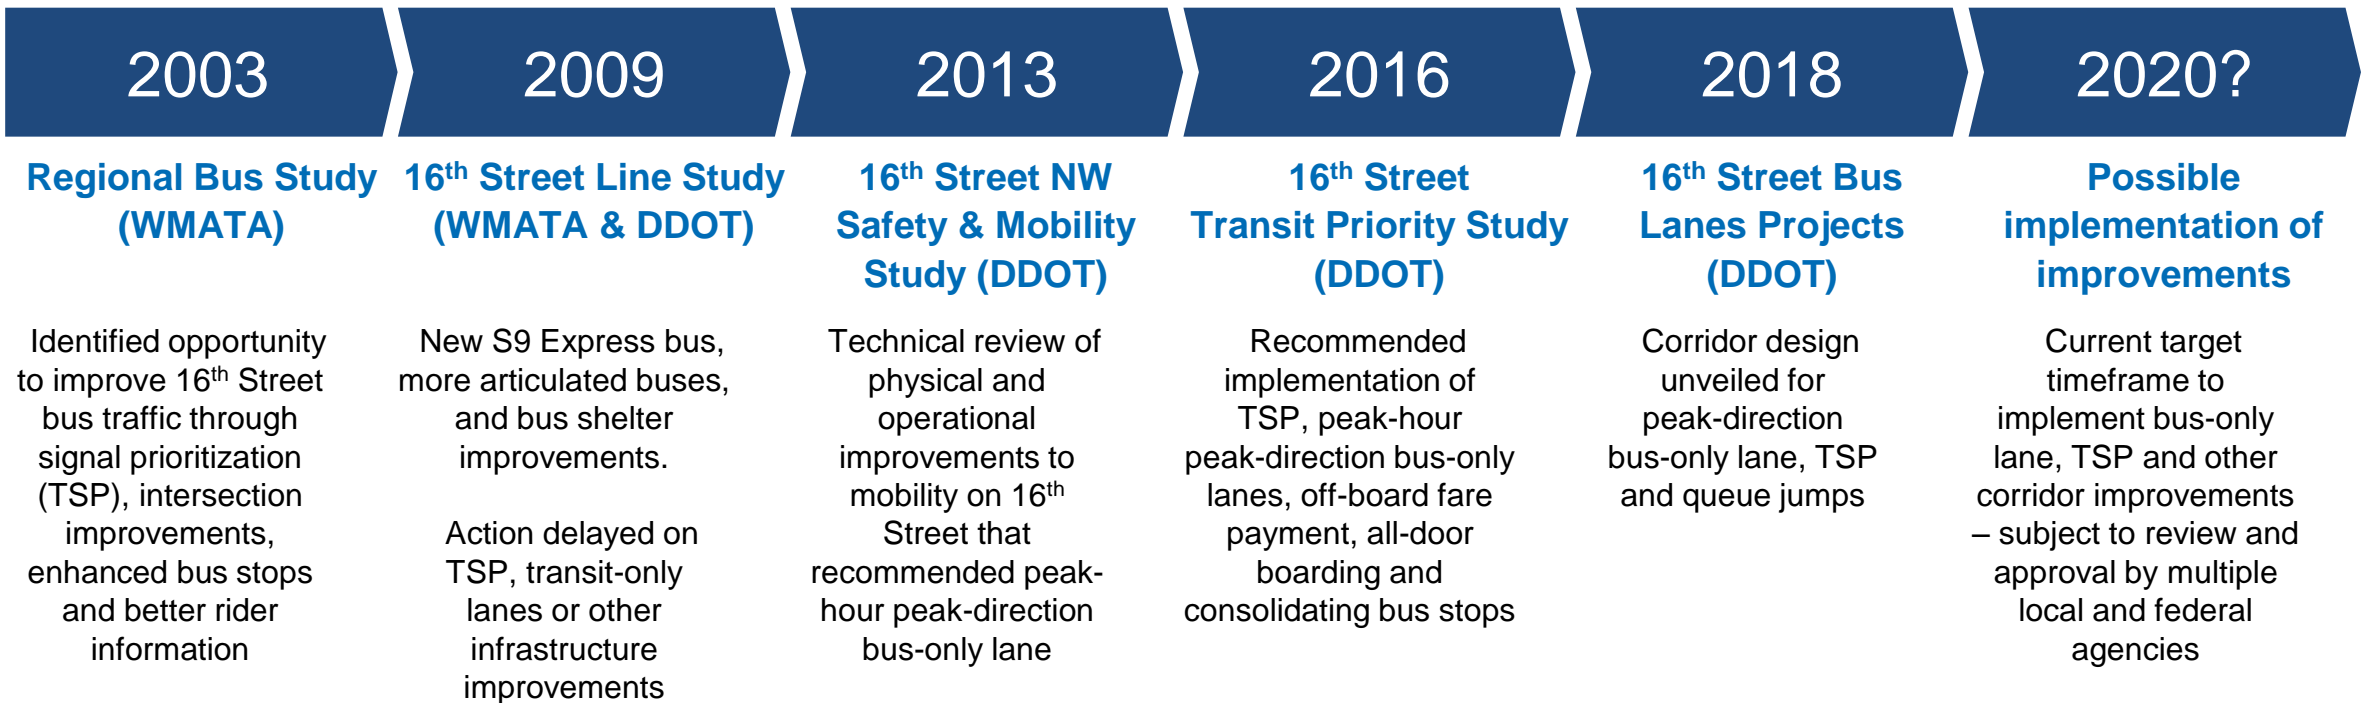 2003
2009
2013
2016
2018
2020?
Regional Bus Study
(WMATA)
Identified opportunity
to improve 16th Street
bus traffic through
signal prioritization
(TSP), intersection
improvements,
enhanced bus stops
and better rider
information
16th Street Line Study
(WMATA & DDOT)
New S9 Express bus,
more articulated buses,
and bus shelter
improvements.
Action delayed on
TSP, transit-only
lanes or other
infrastructure
improvements
16th Street NW
Safety & Mobility
Study (DDOT)
Technical review of
physical and
operational
improvements to
mobility on 16th
Street that
recommended peak-
hour peak-direction
bus-only lane
16th Street
Transit Priority Study
(DDOT)
Recommended
implementation of
TSP, peak-hour
peak-direction bus-only
lanes, off-board fare
payment, all-door
boarding and
consolidating bus stops
16th Street Bus
Lanes Projects
(DDOT)
Corridor design
unveiled for
peak-direction
bus-only lane, TSP
and queue jumps
Possible
implementation of
improvements
Current target
timeframe to
implement bus-only
lane, TSP and other
corridor improvements
– subject to review and
approval by multiple
local and federal
agencies